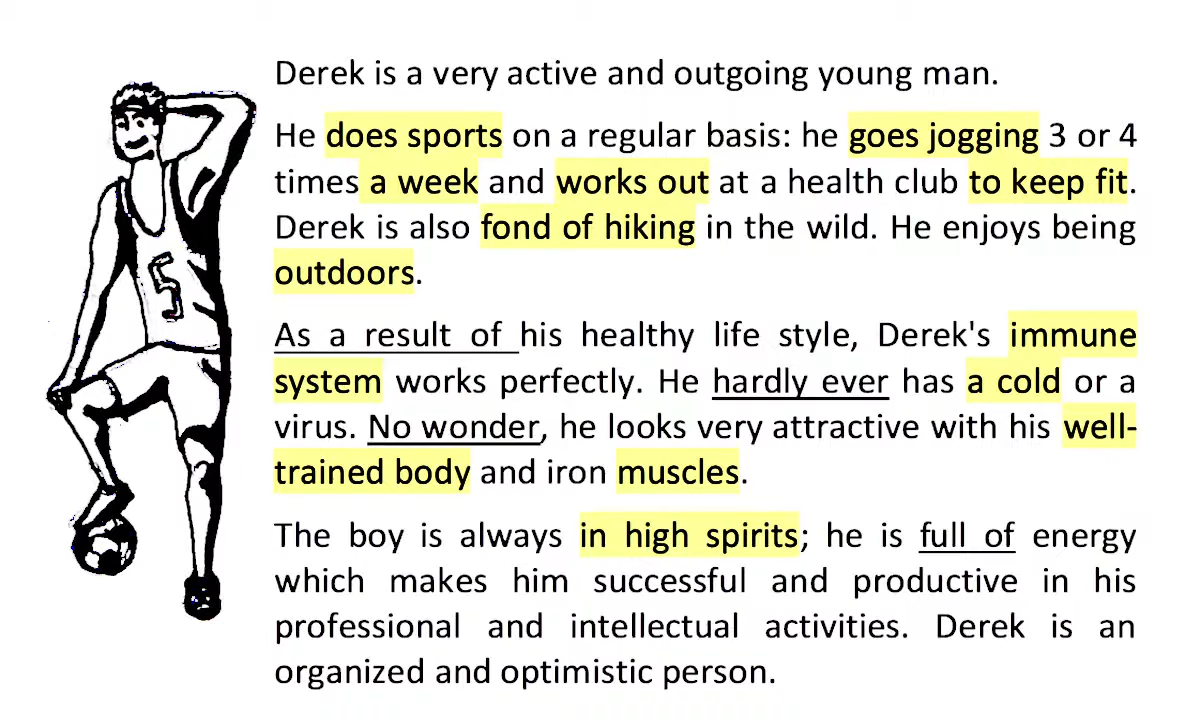 Derek is a very active and outgoing young man.
He does sports on a regular basis: he goes jogging 3 or 4
times a week and works out at a health club to keep fit.
Derek is also fond of hiking in the wild. He enjoys being
outdoors.
As a result of his healthy life style, Derek's immune
system works perfectly. He hardly ever has a cold or a
virus. No wonder, he looks very attractive with his well-
trained body and iron muscles.
The boy is always in high spirits; he is full of energy
which makes him successful and productive in his
professional and intellectual activities. Derek is an
organized and optimistic person.
5